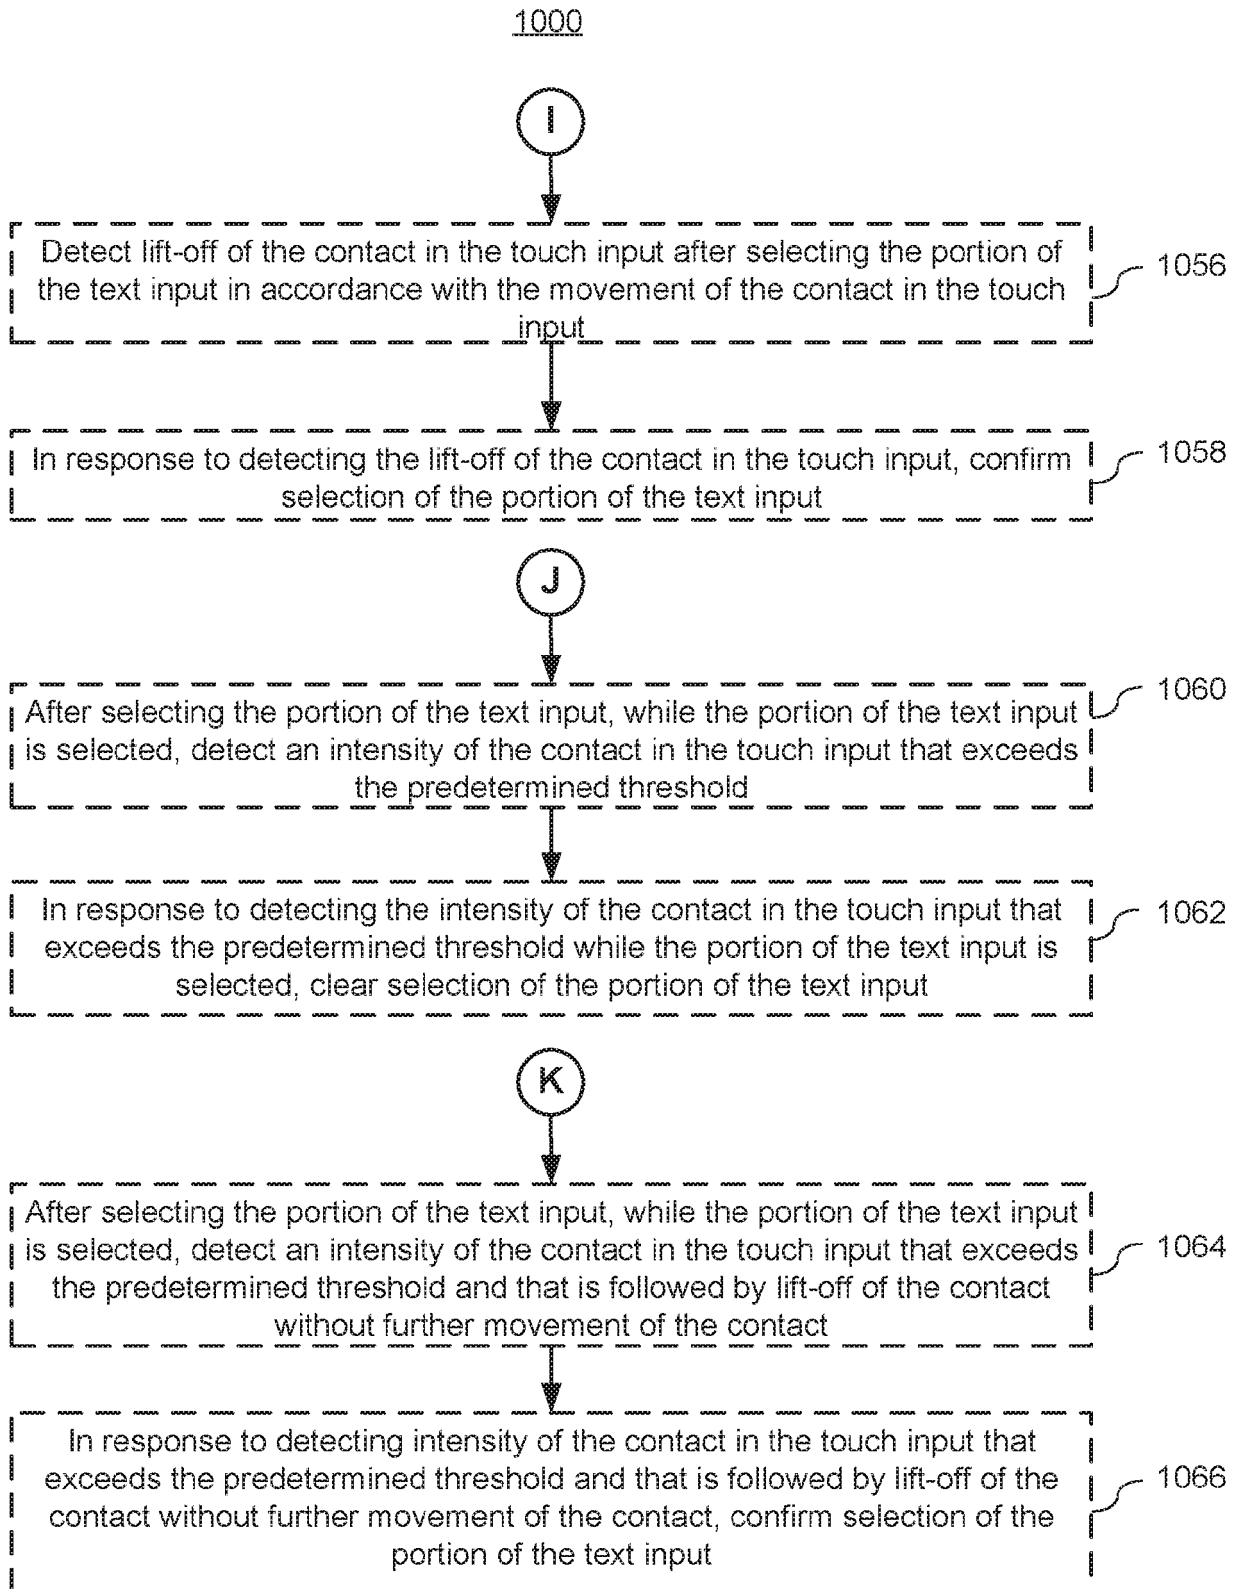 1000
I
Detect lift-off of the contact in the touch input after selecting the portion of
the text input in accordance with the movement of the contact in the touch
input
1056
In response to detecting the lift-off of the contact in the touch input, confirm
selection of the portion of the text input
1058
J
After selecting the portion of the text input, while the portion of the text input
is selected, detect an intensity of the contact in the touch input that exceeds
the predetermined threshold
1060
In response to detecting the intensity of the contact in the touch input that
exceeds the predetermined threshold while the portion of the text input is
selected, clear selection of the portion of the text input
1062
K
After selecting the portion of the text input, while the portion of the text input
is selected, detect an intensity of the contact in the touch input that exceeds
the predetermined threshold and that is followed by lift-off of the contact
without further movement of the contact
1064
In response to detecting intensity of the contact in the touch input that
exceeds the predetermined threshold and that is followed by lift-off of the
contact without further movement of the contact, confirm selection of the
portion of the text input
1066